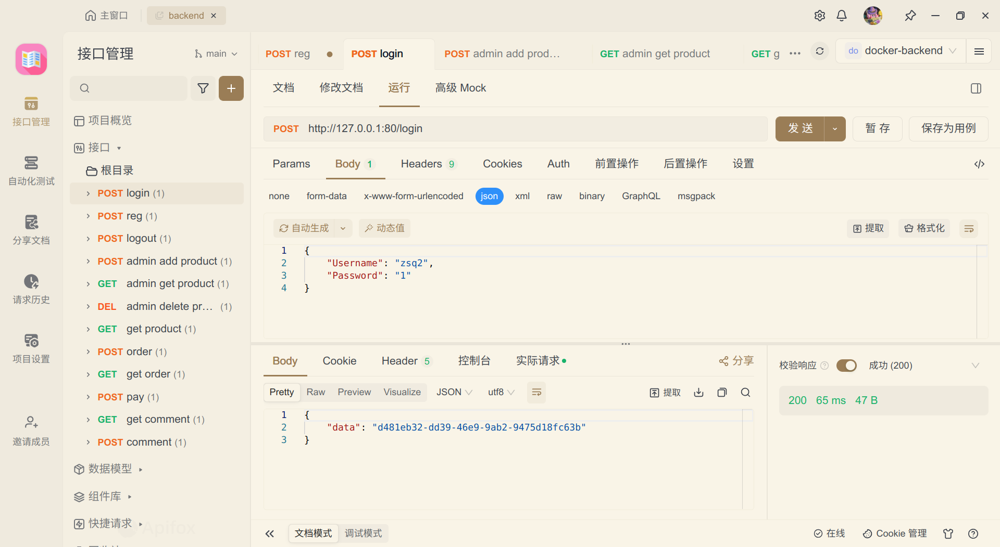 主窗口
backend
接口管理
main
POST reg
POST login
POST admin add prod...
GET admin get product
GET g
do docker-backend
接口管理
自动化测试
分享文档
请求历史
项目设置
邀请成员
项目概览
接口
根目录
POST login (1)
POST reg (1)
POST logout (1)
POST admin add product (1)
GET admin get product (1)
DEL admin delete pr... (1)
GET get product (1)
POST order (1)
GET get order (1)
POST pay (1)
GET get comment (1)
POST comment (1)
数据模型
组件库
快捷请求
Apifox
文档 修改文档 运行 高级 Mock
POST http://127.0.0.1:80/login
发 送 暂 存 保存为用例
Params Body 1 Headers 9 Cookies Auth 前置操作 后置操作 设置
none form-data x-www-form-urlencoded json xml raw binary GraphQL msgpack
自动生成 动态值 提取 格式化
1 {
2 "Username": "zsq2",
3 "Password": "1"
4 }
Body Cookie Header 5 控制台 实际请求 分享
Pretty Raw Preview Visualize JSON utf8 提取
1 {
2 "data": "d481eb32-dd39-46e9-9ab2-9475d18fc63b"
3 }
校验响应 成功 (200)
200 65 ms 47 B
文档模式 调试模式
在线 Cookie 管理